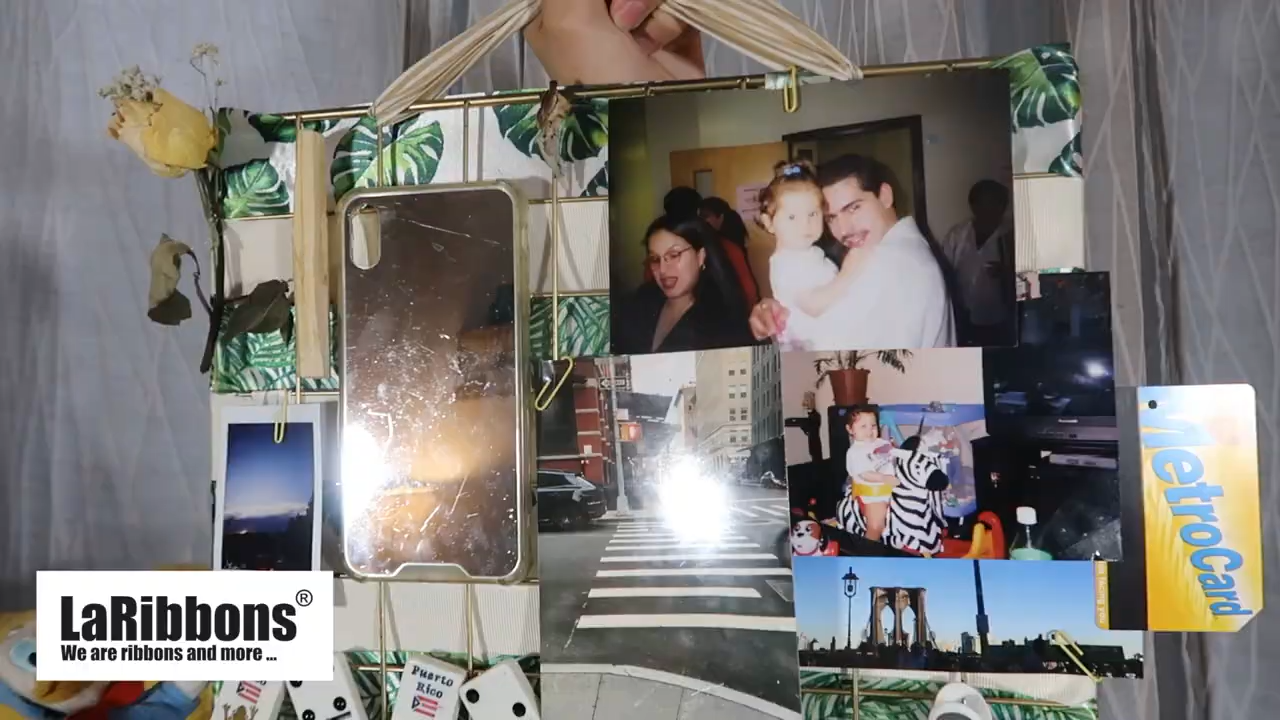 MetroCard
LaRibbons®
We are ribbons and more ...
Puerto
Rico